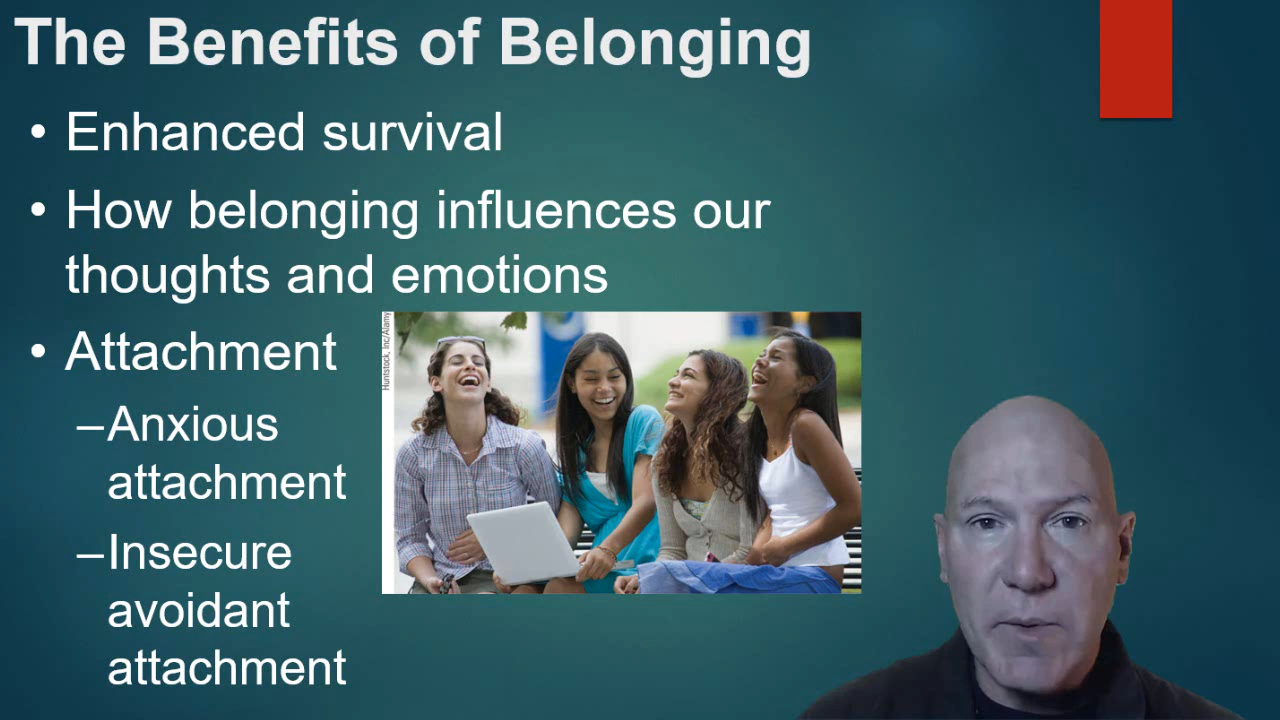 The Benefits of Belonging
• Enhanced survival
• How belonging influences our
thoughts and emotions
• Attachment
–Anxious
attachment
–Insecure
avoidant
attachment
Huntstock, Inc/Alamy